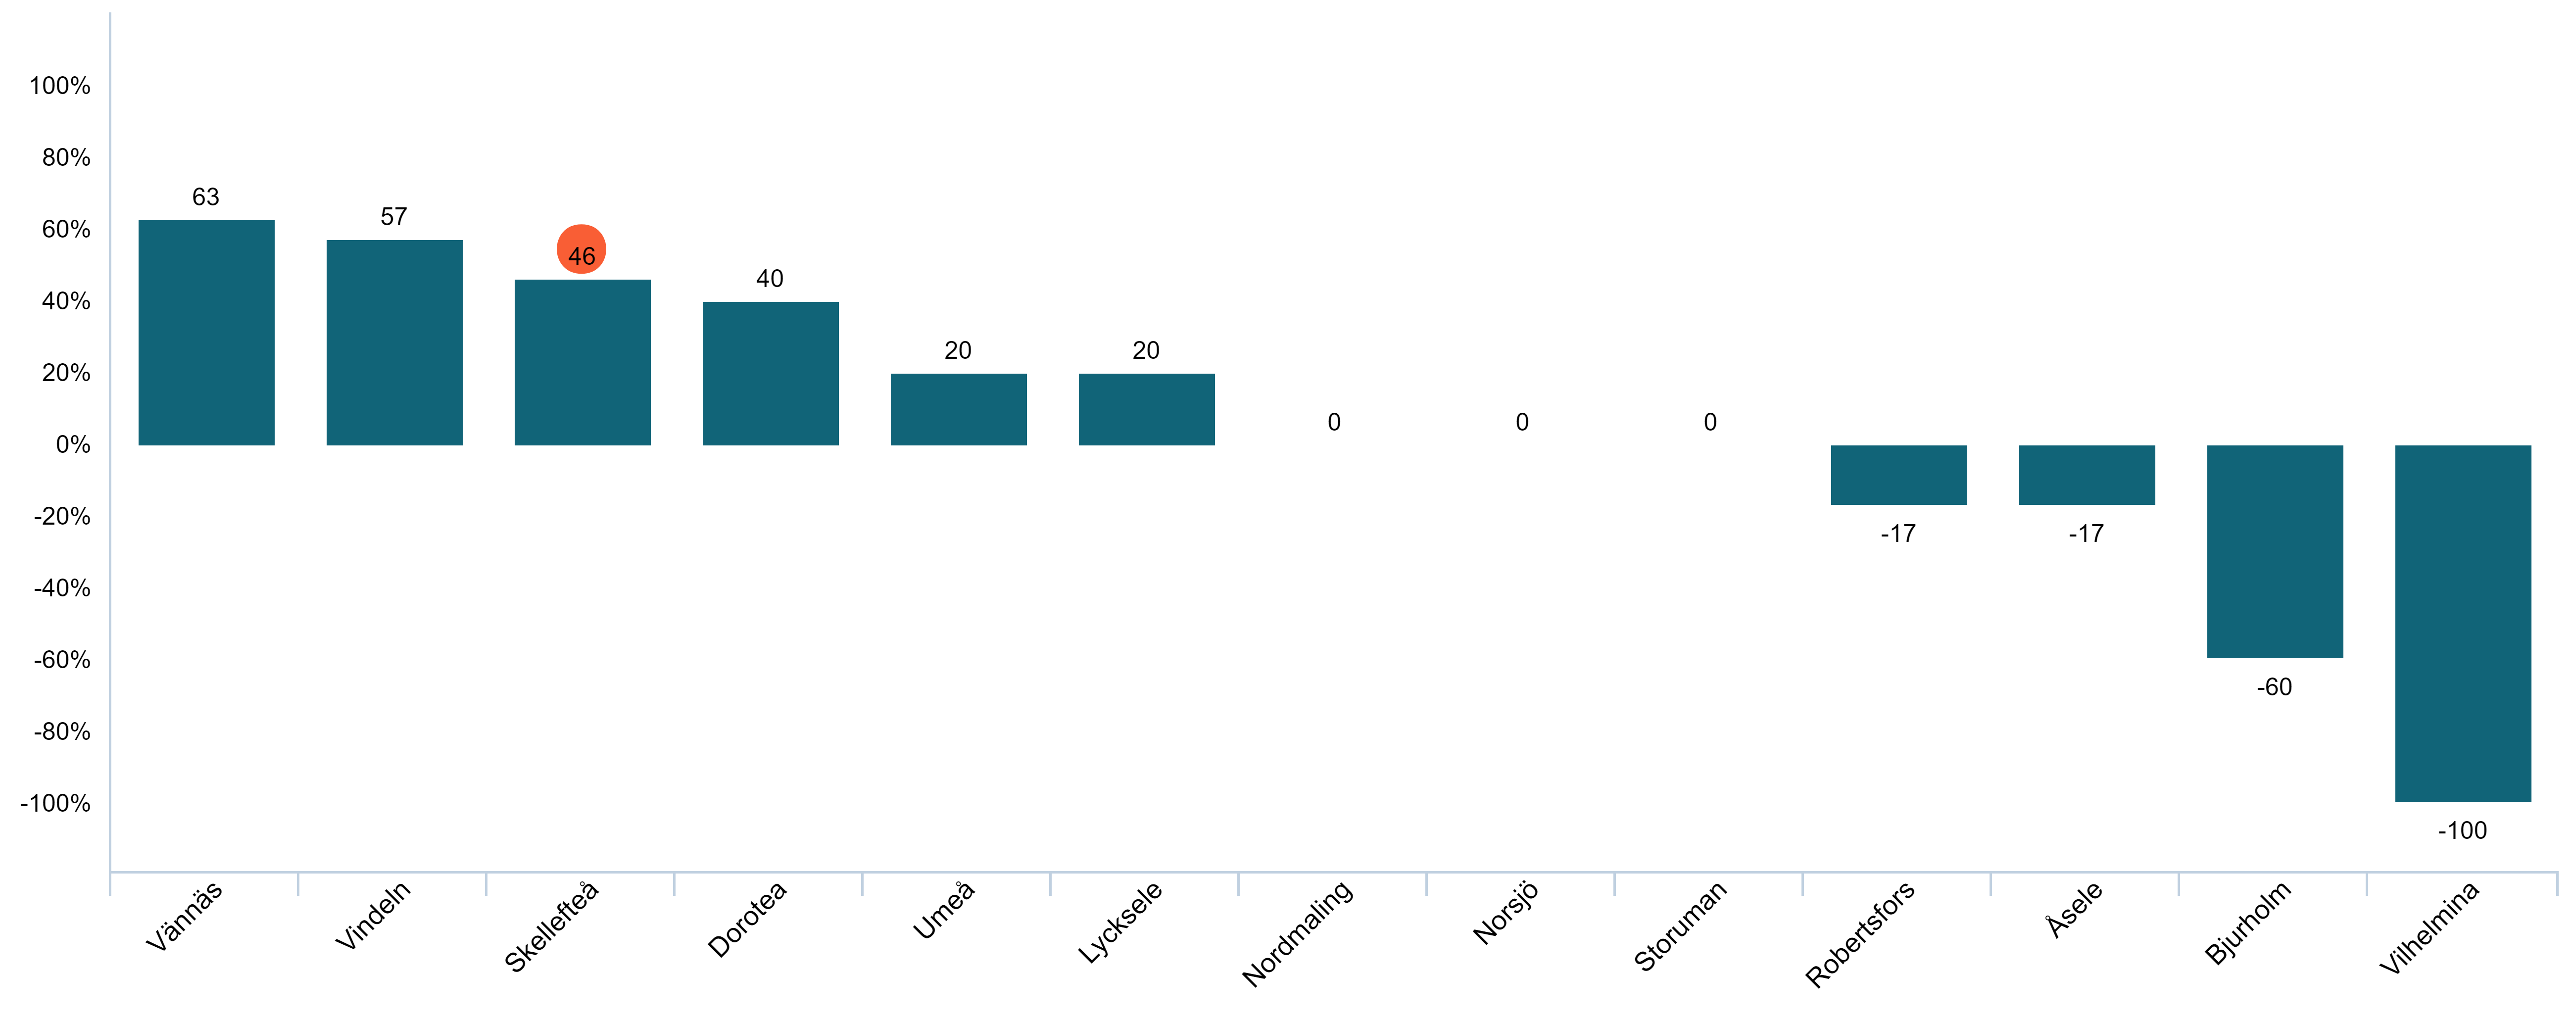 100%
80%
60%
40%
20%
0%
-20%
-40%
-60%
-80%
-100%
63
57
46
40
20
20
0
0
0
-17
-17
-60
-100
Vännäs
Vindeln
Skellefteå
Dorotea
Umeå
Lycksele
Nordmaling
Norsjö
Storuman
Robertsfors
Åsele
Bjurholm
Vilhelmina